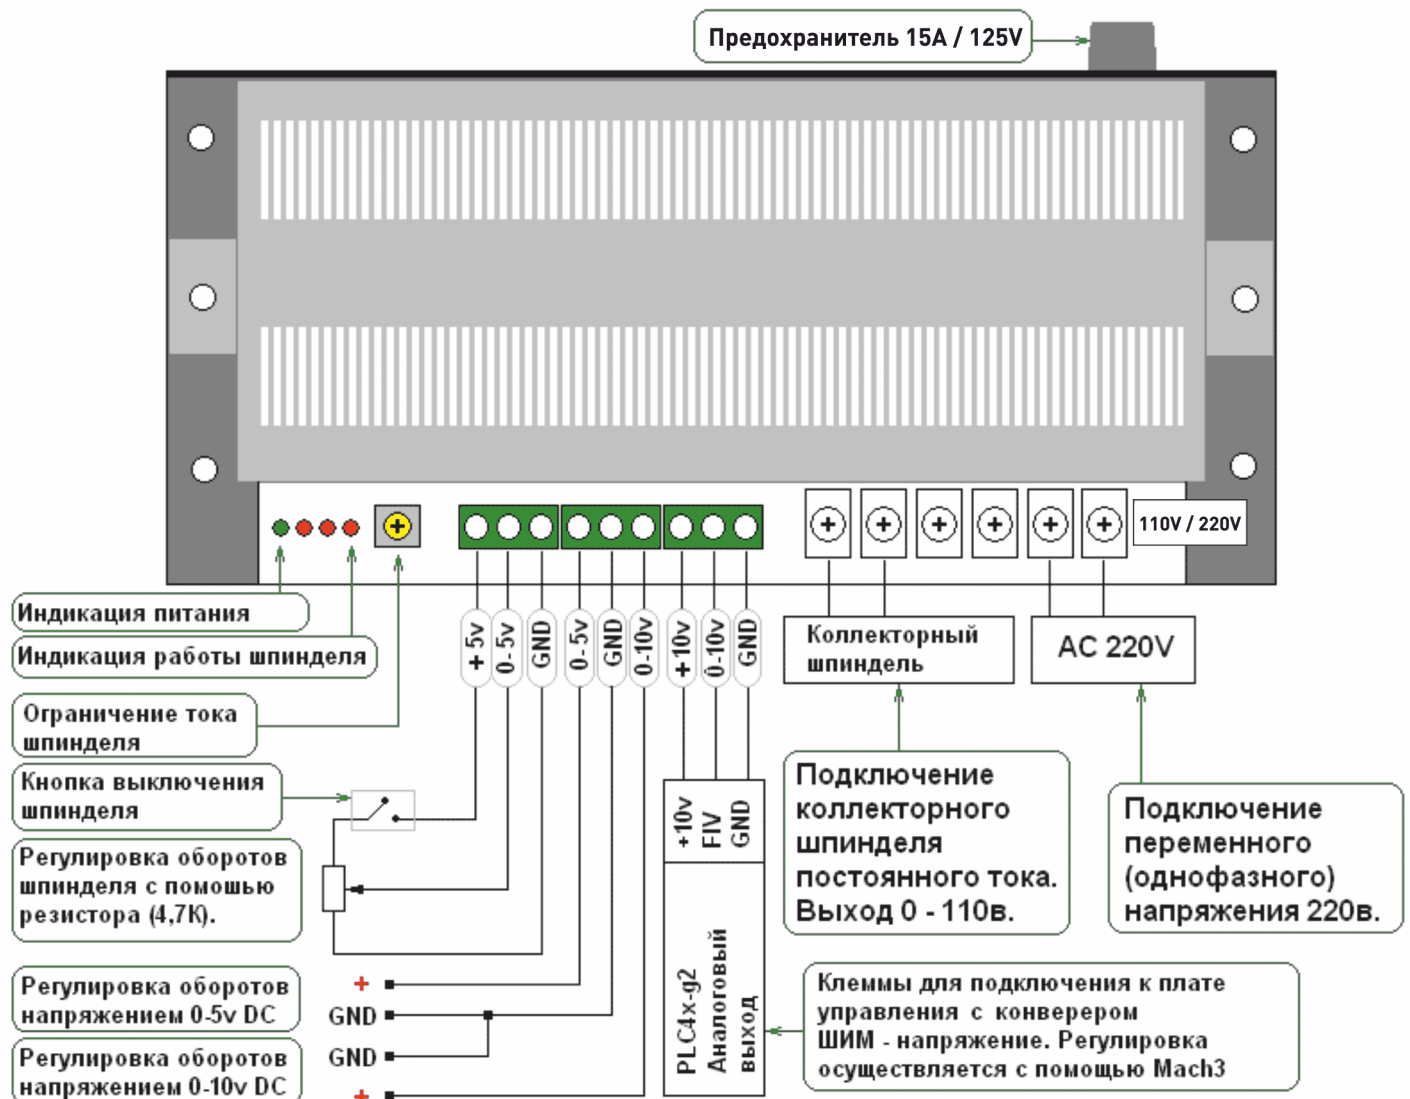 Предохранитель 15А / 125V
110V / 220V
Индикация питания
Индикация работы шпинделя
Ограничение тока
шпинделя
Кнопка выключения
шпинделя
Регулировка оборотов
шпинделя с помошью
резистора (4,7К).
Регулировка оборотов
напряжением 0-5v DC
Регулировка оборотов
напряжением 0-10v DC
+ 5v
0- 5v
GND
0- 5v
GND
0-10v
+10v
0-10v
GND
+
GND
GND
+
+10v
FIV
GND
PLC4x-g2
Аналоговый
выход
Коллекторный
шпиндель
AC 220V
Подключение
коллекторного
шпинделя
постоянного тока.
Выход 0 - 110в.
Подключение
переменного
(однофазного)
напряжения 220в.
Клеммы для подключения к плате
управления с конверером
ШИМ - напряжение. Регулировка
осуществляется с помощью Mach3